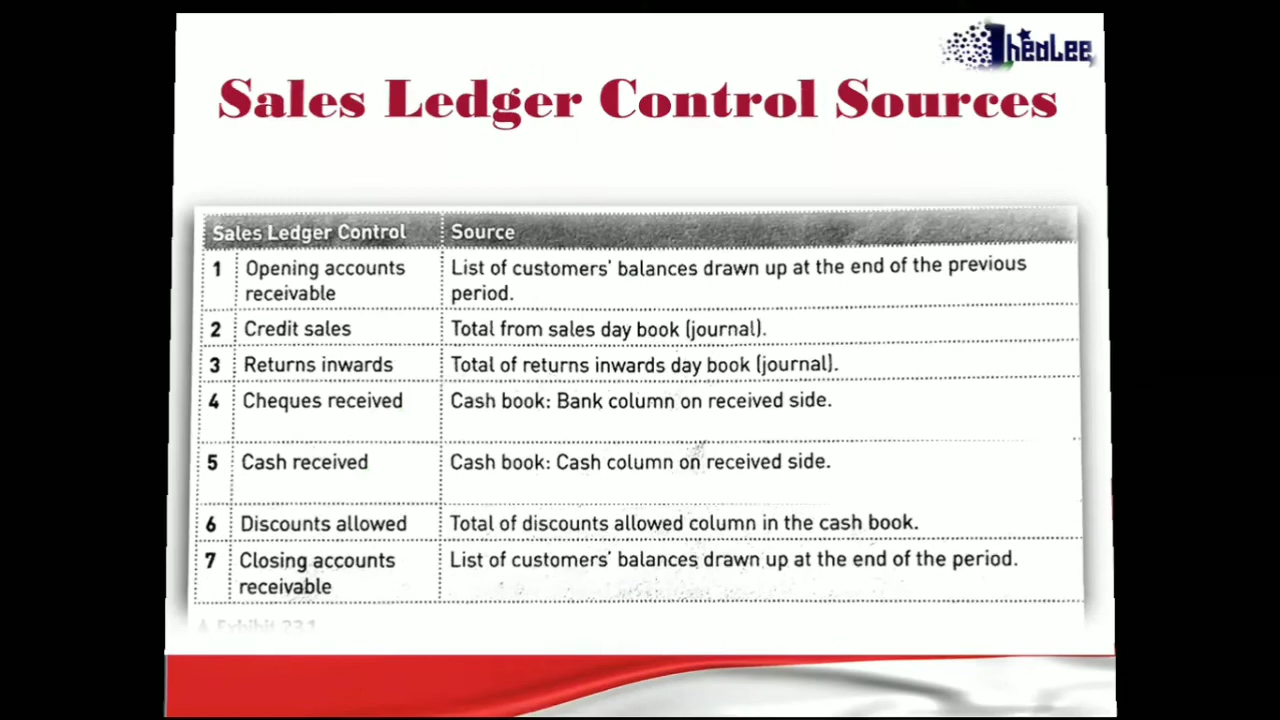 TheaLee
Sales Ledger Control Sources
Sales Ledger Control Source
1 Opening accounts List of customers' balances drawn up at the end of the previous
receivable period.
2 Credit sales Total from sales day book (journal).
3 Returns inwards Total of returns inwards day book (journal).
4 Cheques received Cash book: Bank column on received side.
5 Cash received Cash book: Cash column on received side.
6 Discounts allowed Total of discounts allowed column in the cash book.
7 Closing accounts List of customers' balances drawn up at the end of the period.
receivable
Exhibit 23.1